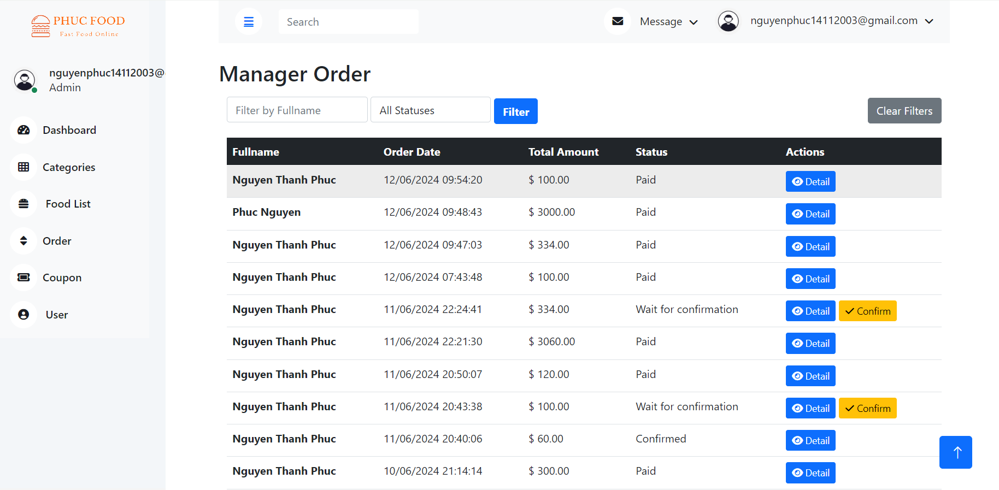 PHUC FOOD
Fast Food Online
Search
Message
nguyenphuc14112003@gmail.com
nguyenphuc14112003@
Admin
Dashboard
Categories
Food List
Order
Coupon
User
Manager Order
Filter by Fullname All Statuses Filter Clear Filters
Fullname Order Date Total Amount Status Actions
Nguyen Thanh Phuc 12/06/2024 09:54:20 $ 100.00 Paid Detail
Phuc Nguyen 12/06/2024 09:48:43 $ 3000.00 Paid Detail
Nguyen Thanh Phuc 12/06/2024 09:47:03 $ 334.00 Paid Detail
Nguyen Thanh Phuc 12/06/2024 07:43:48 $ 100.00 Paid Detail
Nguyen Thanh Phuc 11/06/2024 22:24:41 $ 334.00 Wait for confirmation Detail Confirm
Nguyen Thanh Phuc 11/06/2024 22:21:30 $ 3060.00 Paid Detail
Nguyen Thanh Phuc 11/06/2024 20:50:07 $ 120.00 Paid Detail
Nguyen Thanh Phuc 11/06/2024 20:43:38 $ 100.00 Wait for confirmation Detail Confirm
Nguyen Thanh Phuc 11/06/2024 20:40:06 $ 60.00 Confirmed Detail
Nguyen Thanh Phuc 10/06/2024 21:14:14 $ 300.00 Paid Detail